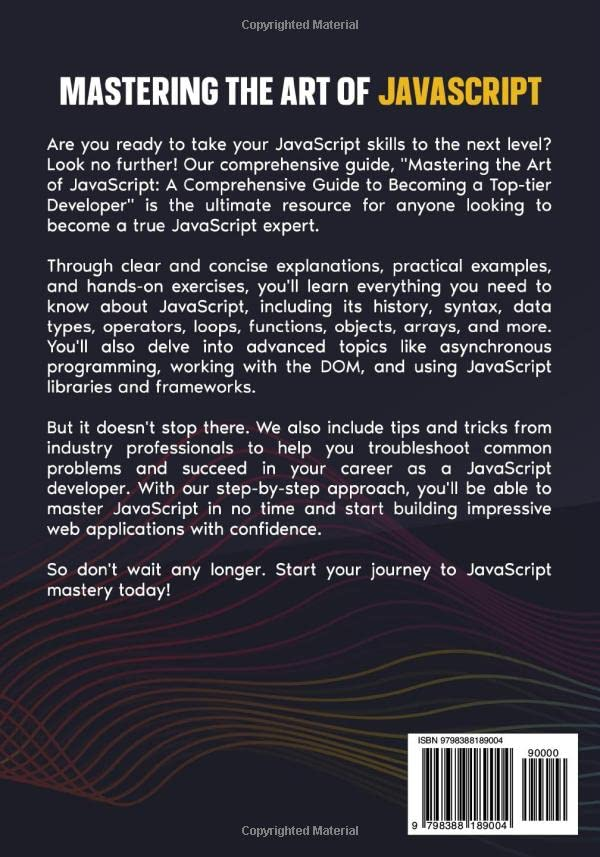 Copyrighted Material
MASTERING THE ART OF JAVASCRIPT
Are you ready to take your JavaScript skills to the next level?
Look no further! Our comprehensive guide, "Mastering the Art
of JavaScript: A Comprehensive Guide to Becoming a Top-tier
Developer" is the ultimate resource for anyone looking to
become a true JavaScript expert.
Through clear and concise explanations, practical examples,
and hands-on exercises, you'll learn everything you need to
know about JavaScript, including its history, syntax, data
types, operators, loops, functions, objects, arrays, and more.
You'll also delve into advanced topics like asynchronous
programming, working with the DOM, and using JavaScript
libraries and frameworks.
But it doesn't stop there. We also include tips and tricks from
industry professionals to help you troubleshoot common
problems and succeed in your career as a JavaScript
developer. With our step-by-step approach, you'll be able to
master JavaScript in no time and start building impressive
web applications with confidence.
So don't wait any longer. Start your journey to JavaScript
mastery today!
ISBN 9798388189004
90000
9 798388 189004
Copyrighted Material